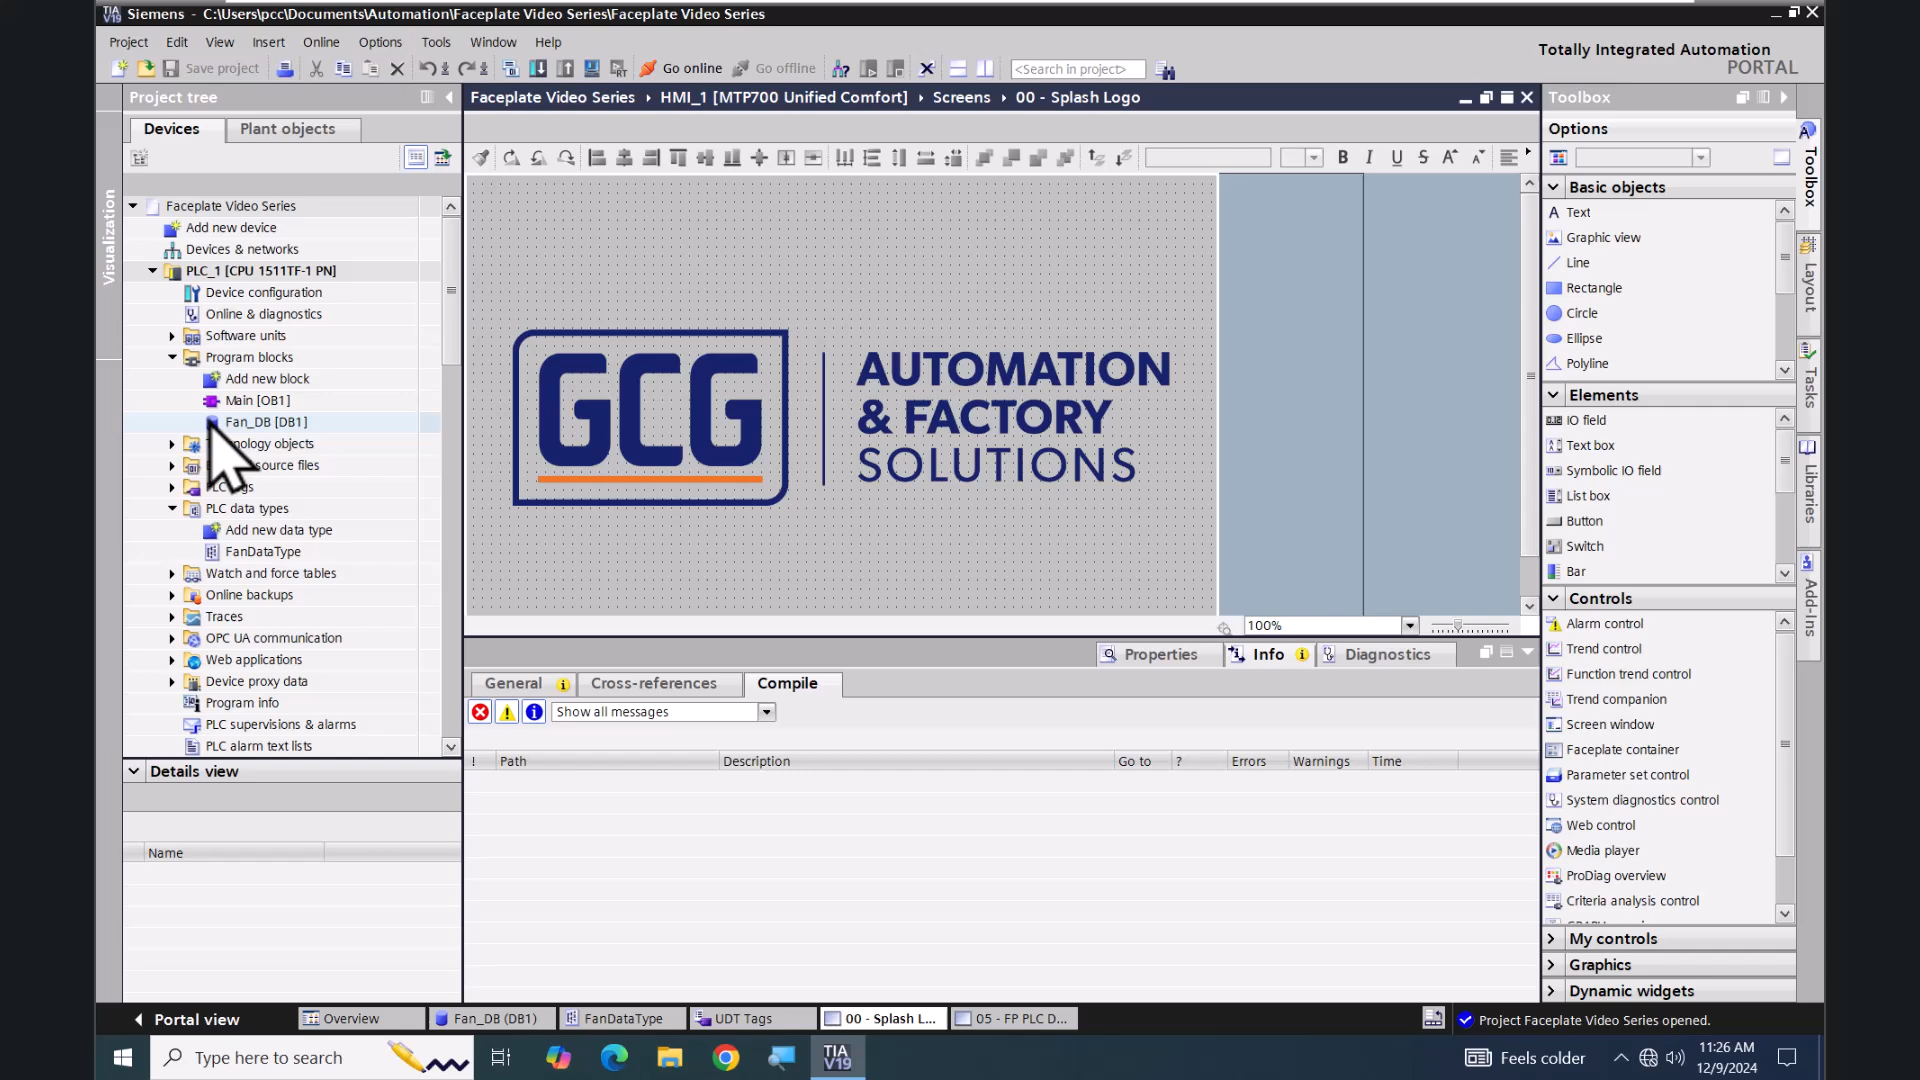 TIA V19 Siemens - C:\Users\pcc\Documents\Automation\Faceplate Video Series\Faceplate Video Series
Project Edit View Insert Online Options Tools Window Help
Totally Integrated Automation
PORTAL
Save project Go online Go offline <Search in project>
Project tree
Faceplate Video Series HMI_1 [MTP700 Unified Comfort] Screens 00 - Splash Logo
Toolbox
Devices Plant objects
Options
Visualization
Faceplate Video Series
Add new device
Devices & networks
PLC_1 [CPU 1511TF-1 PN]
Device configuration
Online & diagnostics
Software units
Program blocks
Add new block
Main [OB1]
Fan_DB [DB1]
PLC data types
Add new data type
FanDataType
Watch and force tables
Online backups
Traces
OPC UA communication
Web applications
Device proxy data
Program info
PLC supervisions & alarms
PLC alarm text lists
Details view
Name
GCG
AUTOMATION
& FACTORY
SOLUTIONS
100%
Properties Info Diagnostics
General Cross-references Compile
Show all messages
! Path Description Go to ? Errors Warnings Time
Basic objects
Text
Graphic view
Line
Rectangle
Circle
Ellipse
Polyline
Elements
IO field
Text box
Symbolic IO field
List box
Button
Switch
Bar
Controls
Alarm control
Trend control
Function trend control
Trend companion
Screen window
Faceplate container
Parameter set control
System diagnostics control
Web control
Media player
ProDiag overview
Criteria analysis control
My controls
Graphics
Dynamic widgets
Toolbox
Layout
Tasks
Libraries
Add-Ins
Portal view Overview Fan_DB (DB1) FanDataType UDT Tags 00 - Splash L... 05 - FP PLC D... Project Faceplate Video Series opened.
Type here to search TIA V19 Feels colder 11:26 AM
12/9/2024